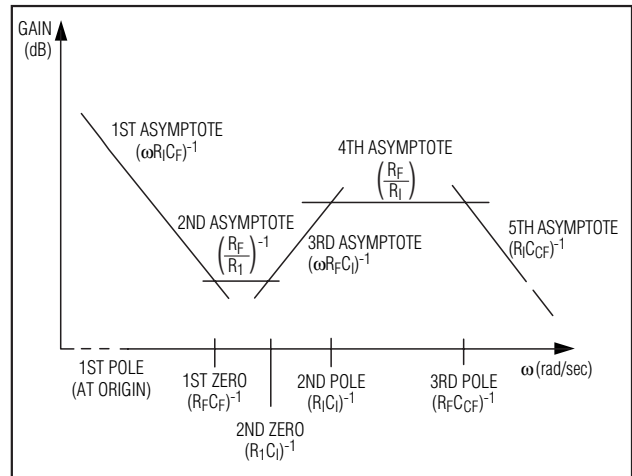 GAIN
(dB)
1ST ASYMPTOTE
(ωRICF)-1
2ND ASYMPTOTE
(RF/R1)-1
3RD ASYMPTOTE
(ωRFCI)-1
4TH ASYMPTOTE
(RF/RI)
5TH ASYMPTOTE
(RICCF)-1
1ST POLE
(AT ORIGIN)
1ST ZERO
(RFCF)-1
2ND ZERO
(R1CI)-1
2ND POLE
(RICI)-1
3RD POLE
(RFCCF)-1
ω (rad/sec)